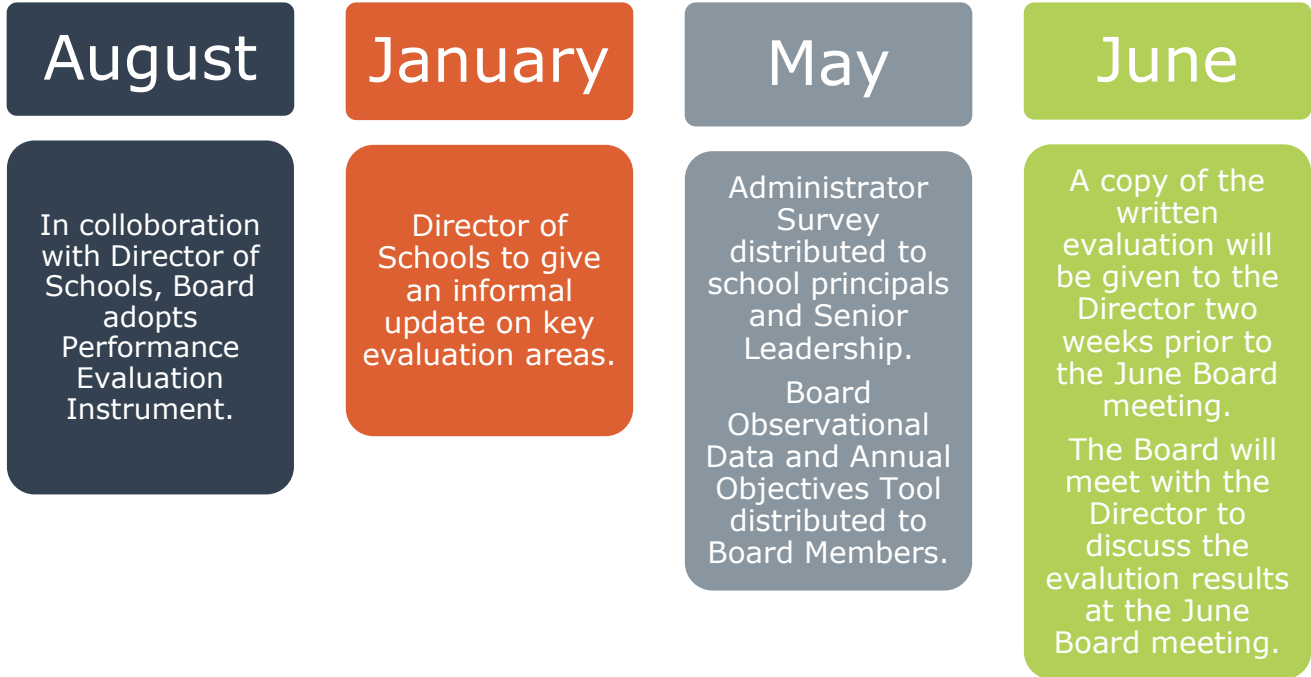 August
In colloboration
with Director of
Schools, Board
adopts
Performance
Evaluation
Instrument.
January
Director of
Schools to give
an informal
update on key
evaluation areas.
May
Administrator
Survey
distributed to
school principals
and Senior
Leadership.
Board
Observational
Data and Annual
Objectives Tool
distributed to
Board Members.
June
A copy of the
written
evaluation will
be given to the
Director two
weeks prior to
the June Board
meeting.
The Board will
meet with the
Director to
discuss the
evalution results
at the June
Board meeting.